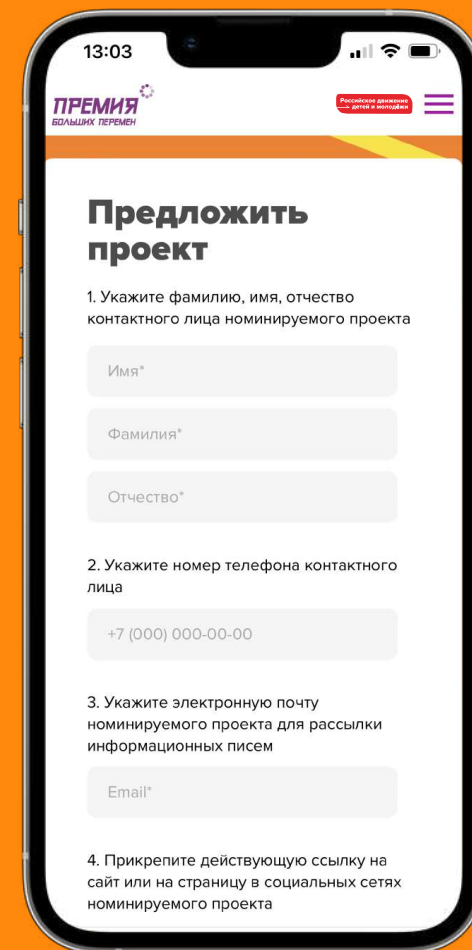 13:03
ПРЕМИЯ
БОЛЬШИХ ПЕРЕМЕН
Российское движение
детей и молодёжи
Предложить
проект
1. Укажите фамилию, имя, отчество
контактного лица номинируемого проекта
Имя*
Фамилия*
Отчество*
2. Укажите номер телефона контактного
лица
+7 (000) 000-00-00
3. Укажите электронную почту
номинируемого проекта для рассылки
информационных писем
Email*
4. Прикрепите действующую ссылку на
сайт или на страницу в социальных сетях
номинируемого проекта